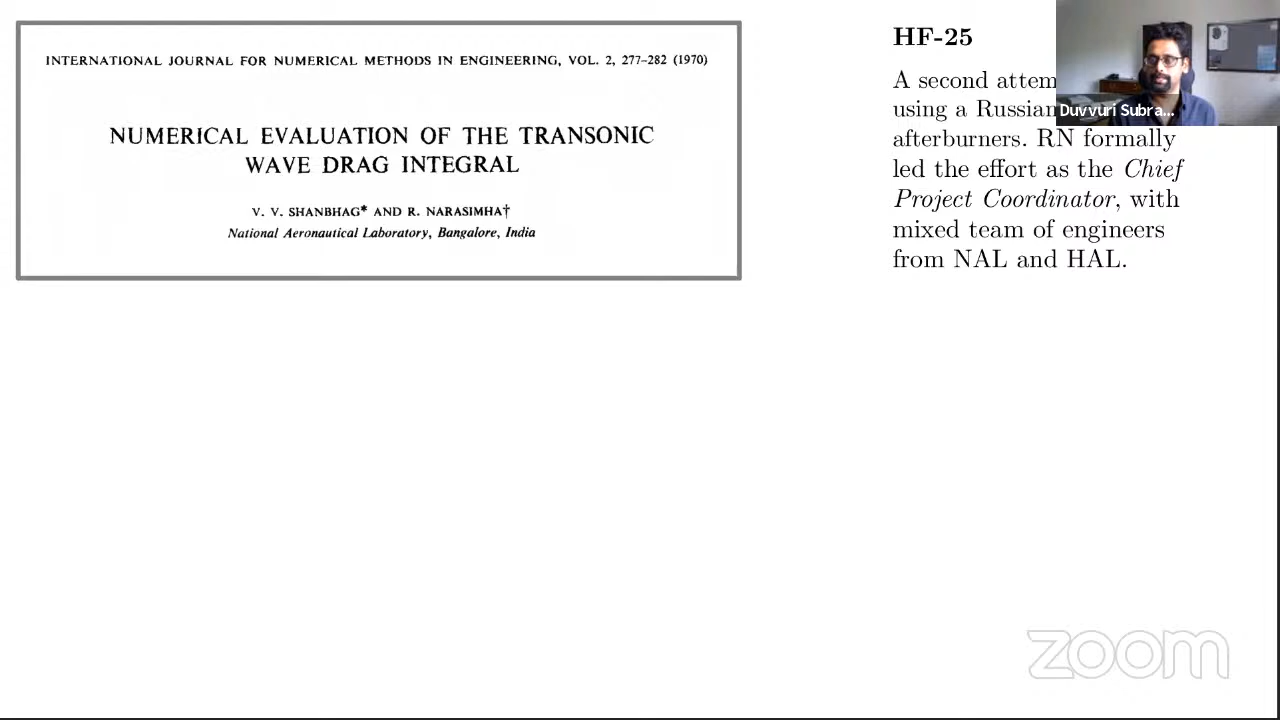 INTERNATIONAL JOURNAL FOR NUMERICAL METHODS IN ENGINEERING, VOL. 2, 277–282 (1970)
NUMERICAL EVALUATION OF THE TRANSONIC
WAVE DRAG INTEGRAL
V. V. SHANBHAG* AND R. NARASIMHA†
National Aeronautical Laboratory, Bangalore, India
HF-25
A second
using a Russian
afterburners. RN formally
led the effort as the Chief
Project Coordinator, with
mixed team of engineers
from NAL and HAL.
Duvvuri Subra...
zoom